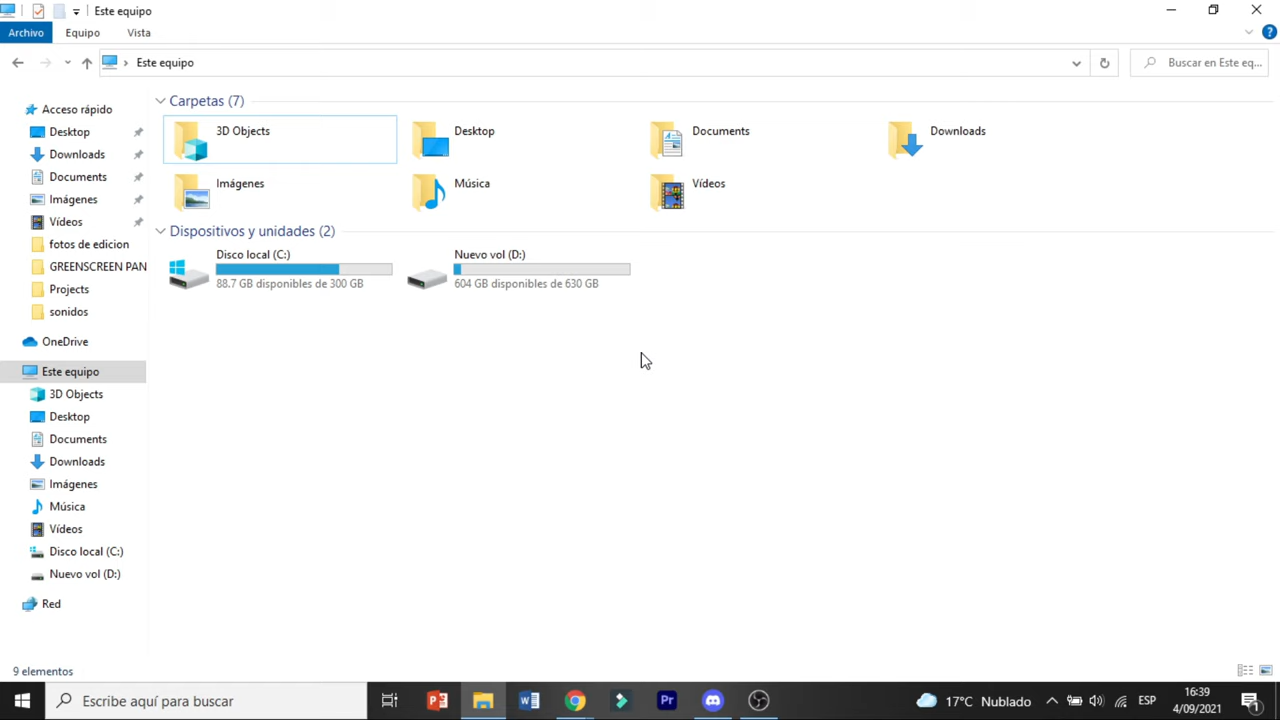 Este equipo
Archivo Equipo Vista
Este equipo
Buscar en Este eq...
Acceso rápido
Desktop
Downloads
Documents
Imágenes
Vídeos
fotos de edicion
GREENSCREEN PAN
Projects
sonidos
OneDrive
Este equipo
3D Objects
Desktop
Documents
Downloads
Imágenes
Música
Vídeos
Disco local (C:)
Nuevo vol (D:)
Red
Carpetas (7)
3D Objects Desktop Documents Downloads
Imágenes Música Vídeos
Dispositivos y unidades (2)
Disco local (C:) Nuevo vol (D:)
88.7 GB disponibles de 300 GB 604 GB disponibles de 630 GB
9 elementos
Escribe aquí para buscar
17°C Nublado
ESP
16:39
4/09/2021